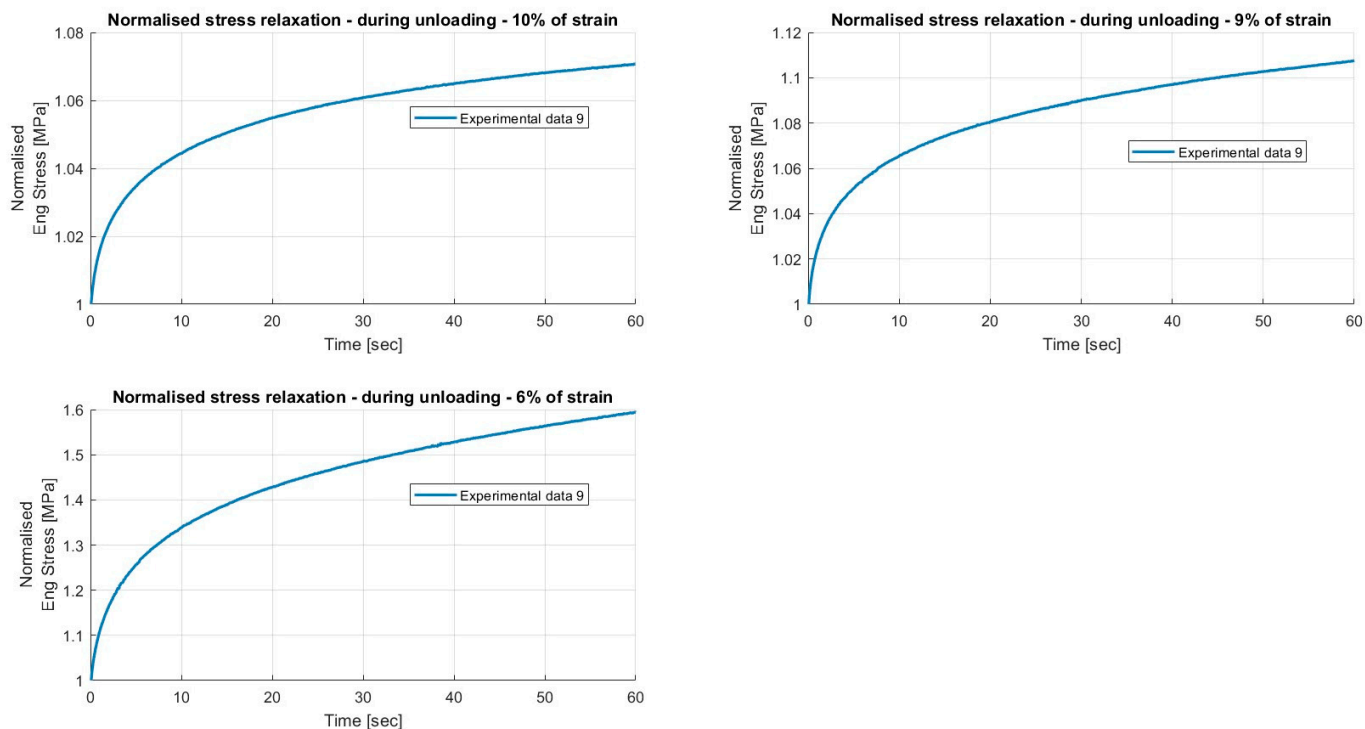 Normalised stress relaxation - during unloading - 10% of strain
1.08
1.06
1.04
1.02
1
Normalised
Eng Stress [MPa]
Experimental data 9
0 10 20 30 40 50 60
Time [sec]
Normalised stress relaxation - during unloading - 9% of strain
1.12
1.1
1.08
1.06
1.04
1.02
1
Normalised
Eng Stress [MPa]
Experimental data 9
0 10 20 30 40 50 60
Time [sec]
Normalised stress relaxation - during unloading - 6% of strain
1.6
1.5
1.4
1.3
1.2
1.1
1
Normalised
Eng Stress [MPa]
Experimental data 9
0 10 20 30 40 50 60
Time [sec]